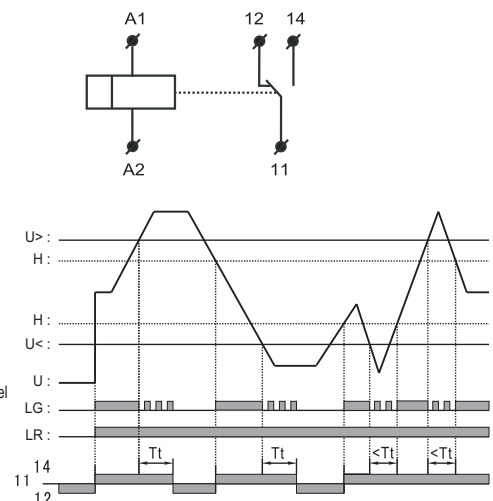 A1
12 14
A2
11
U> :
H :
H :
U< :
U :
el
LG :
LR :
Tt
Tt
<Tt
<Tt
14
11
12